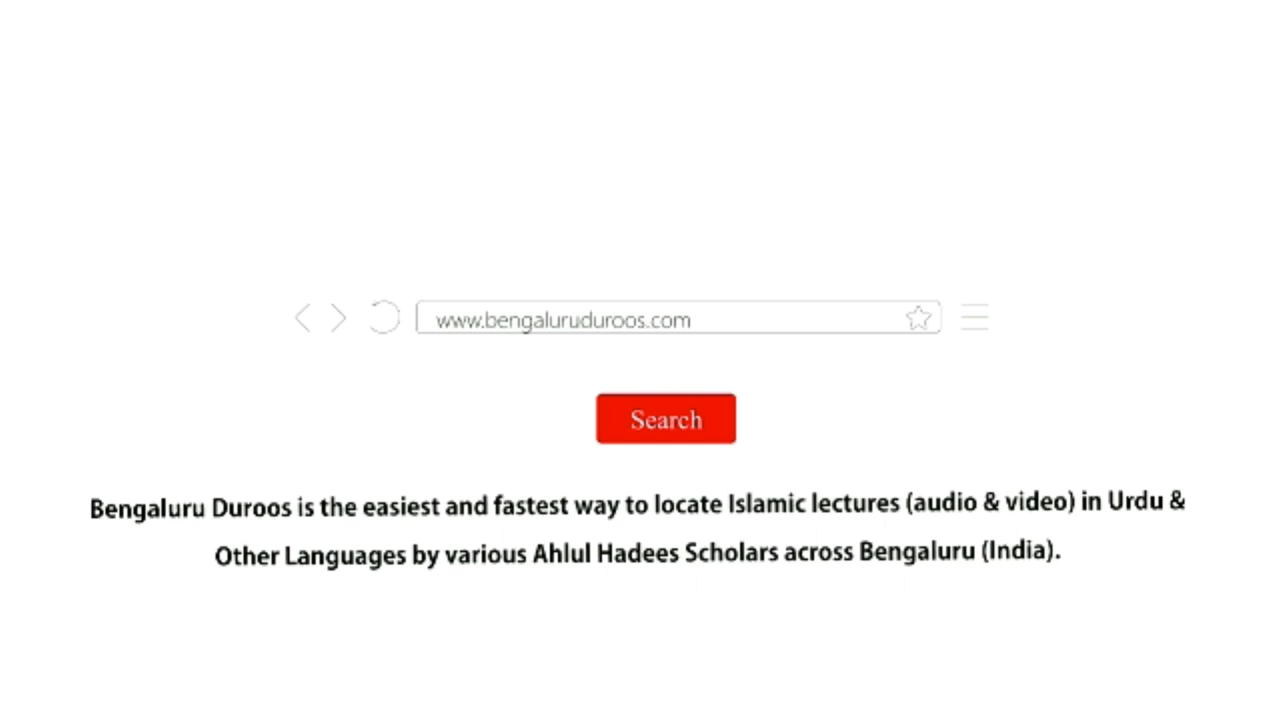 www.bengaluruduroos.com
Search
Bengaluru Duroos is the easiest and fastest way to locate Islamic lectures (audio & video) in Urdu &
Other Languages by various Ahlul Hadees Scholars across Bengaluru (India).